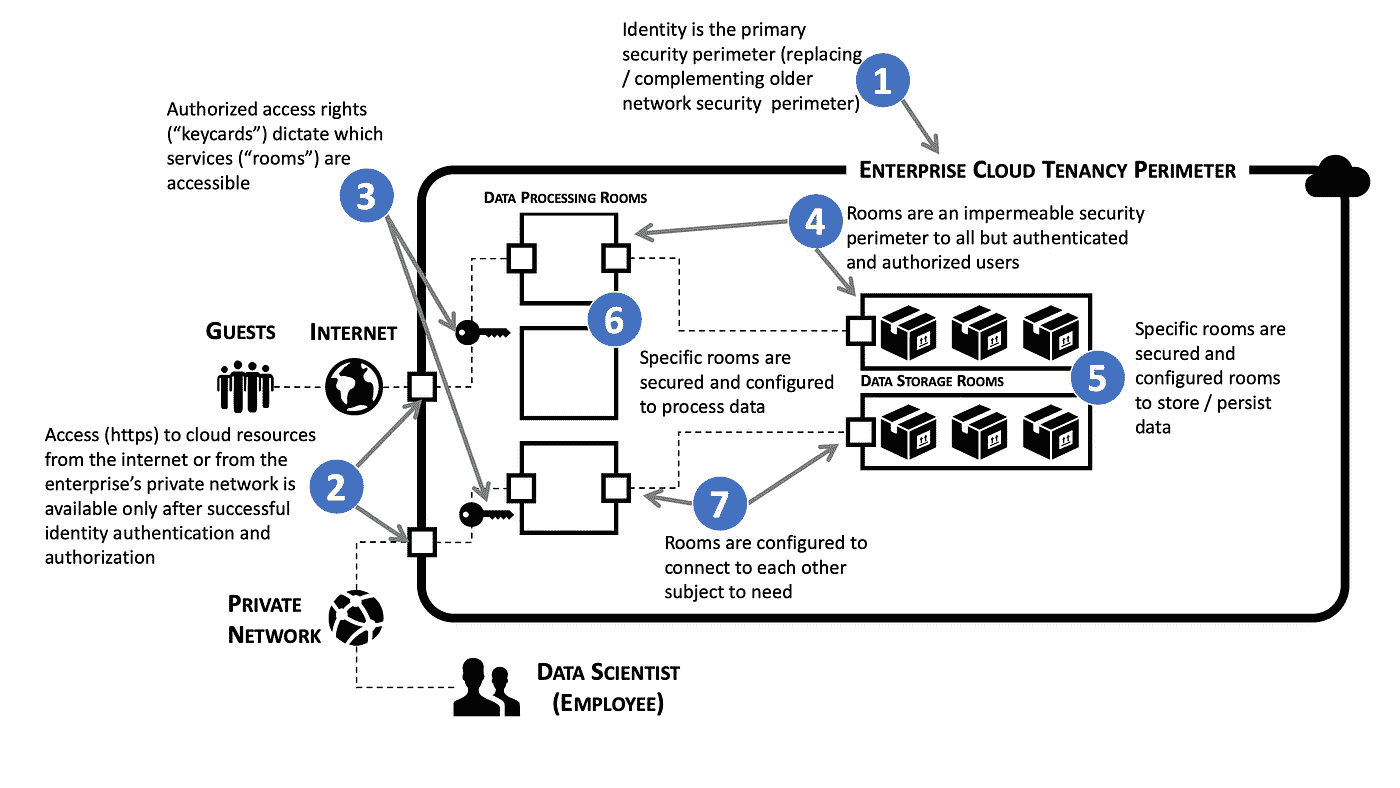 Identity is the primary
security perimeter (replacing
/ complementing older
network security perimeter)
1
Authorized access rights
(“keycards”) dictate which
services (“rooms”) are
accessible
3
ENTERPRISE CLOUD TENANCY PERIMETER
DATA PROCESSING ROOMS
4
Rooms are an impermeable security
perimeter to all but authenticated
and authorized users
GUESTS
INTERNET
6
Specific rooms are
secured and configured
to process data
DATA STORAGE ROOMS
5
Specific rooms are
secured and
configured rooms
to store / persist
data
Access (https) to cloud resources
from the internet or from the
enterprise’s private network is
available only after successful
identity authentication and
authorization
2
7
Rooms are configured to
connect to each other
subject to need
PRIVATE
NETWORK
DATA SCIENTIST
(EMPLOYEE)